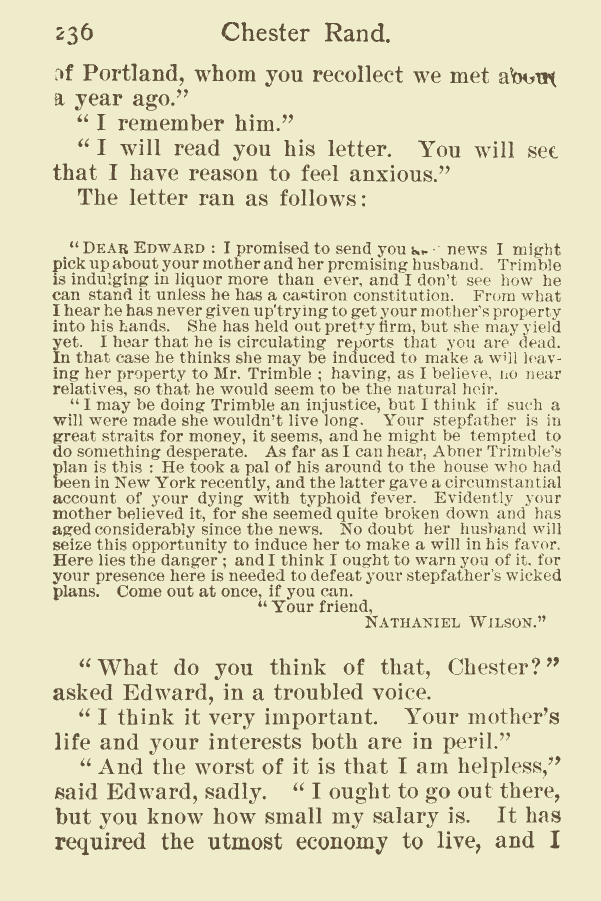 236 Chester Rand.
of Portland, whom you recollect we met about
a year ago.”
“ I remember him.”
“ I will read you his letter. You will see
that I have reason to feel anxious.”
The letter ran as follows:
“ DEAR EDWARD : I promised to send you news I might
pick up about your mother and her promising husband. Trimble
is indulging in liquor more than ever, and I don’t see how he
can stand it unless he has a castiron constitution. From what
I hear he has never given up'trying to get your mother’s property
into his hands. She has held out pretty firm, but she may yield
yet. I hear that he is circulating reports that you are dead.
In that case he thinks she may be induced to make a will leav-
ing her property to Mr. Trimble ; having, as I believe, no near
relatives, so that he would seem to be the natural heir.
“ I may be doing Trimble an injustice, but I think if such a
will were made she wouldn’t live long. Your stepfather is in
great straits for money, it seems, and he might be tempted to
do something desperate. As far as I can hear, Abner Trimble’s
plan is this : He took a pal of his around to the house who had
been in New York recently, and the latter gave a circumstantial
account of your dying with typhoid fever. Evidently your
mother believed it, for she seemed quite broken down and has
aged considerably since the news. No doubt her husband will
seize this opportunity to induce her to make a will in his favor.
Here lies the danger ; and I think I ought to warn you of it, for
your presence here is needed to defeat your stepfather’s wicked
plans. Come out at once, if you can.
“ Your friend,
NATHANIEL WILSON.”
“ What do you think of that, Chester? ”
asked Edward, in a troubled voice.
“ I think it very important. Your mother’s
life and your interests both are in peril.”
“ And the worst of it is that I am helpless,”
said Edward, sadly. “ I ought to go out there,
but you know how small my salary is. It has
required the utmost economy to live, and I